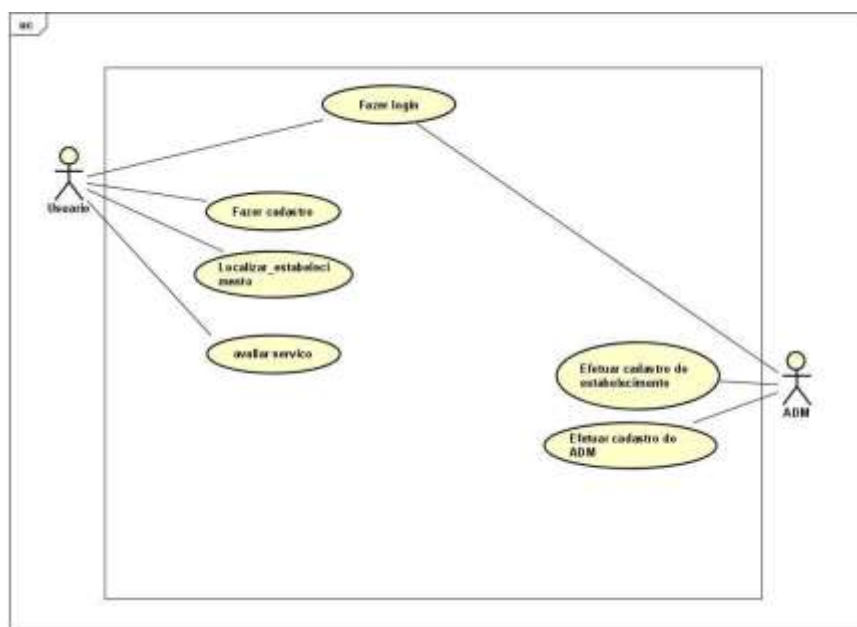 uc
Fazer login
Usuario
Fazer cadastro
Localizar_estabeleci
mento
avaliar servico
Efetuar cadastro de
estabelecimento
ADM
Efetuar cadastro do
ADM